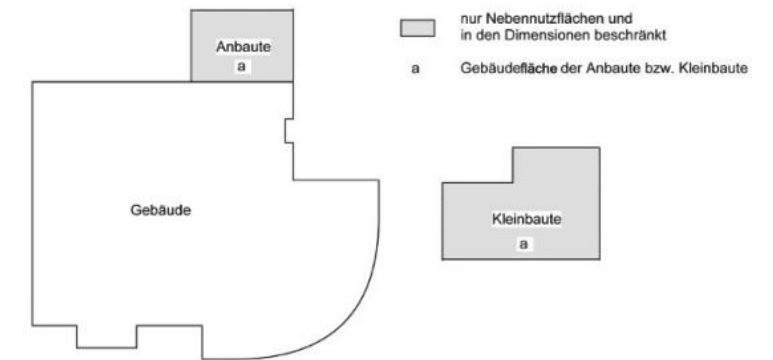 Anbaute
a
nur Nebennutzflächen und
in den Dimensionen beschränkt
a Gebäudefläche der Anbaute bzw. Kleinbaute
Gebäude
Kleinbaute
a